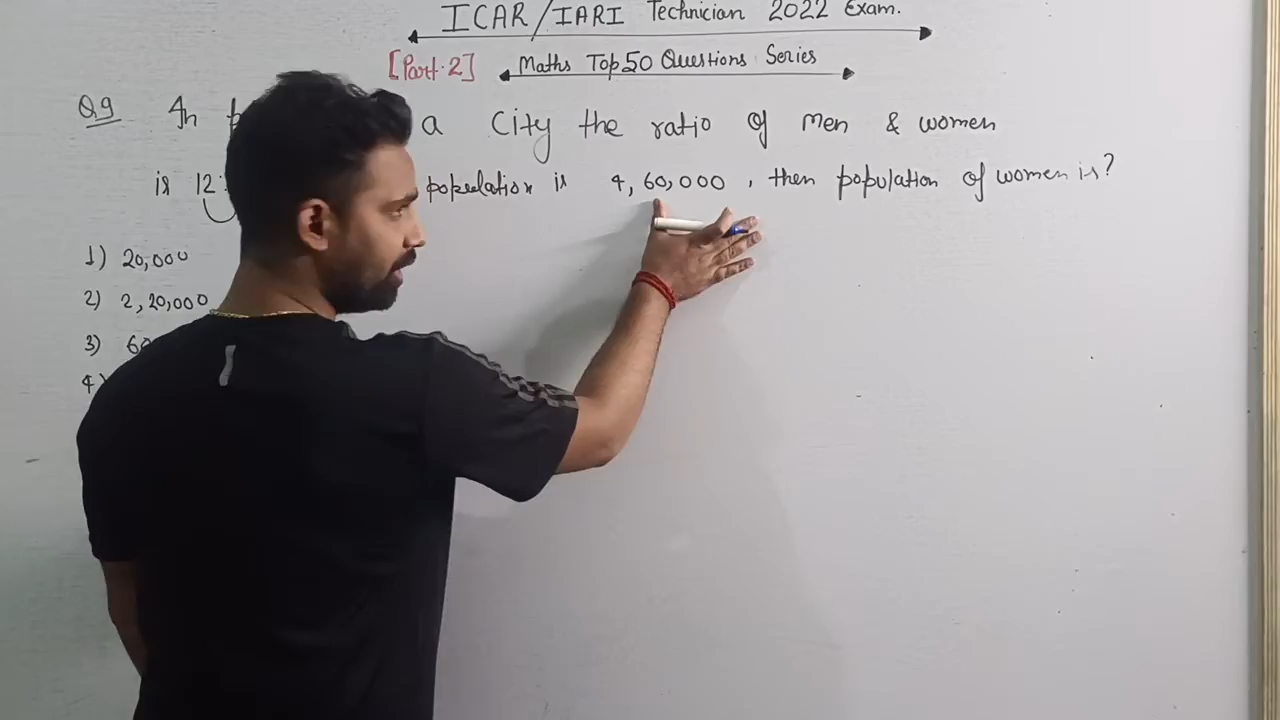 ICAR/IARI Technician 2022 Exam.
[Part-2] Maths Top 50 Questions Series
Q9 In a City the ratio of Men & women
is 12: population is 4,60,000, then population of women is?
1) 20,000
2) 2,20,000
3)
4)